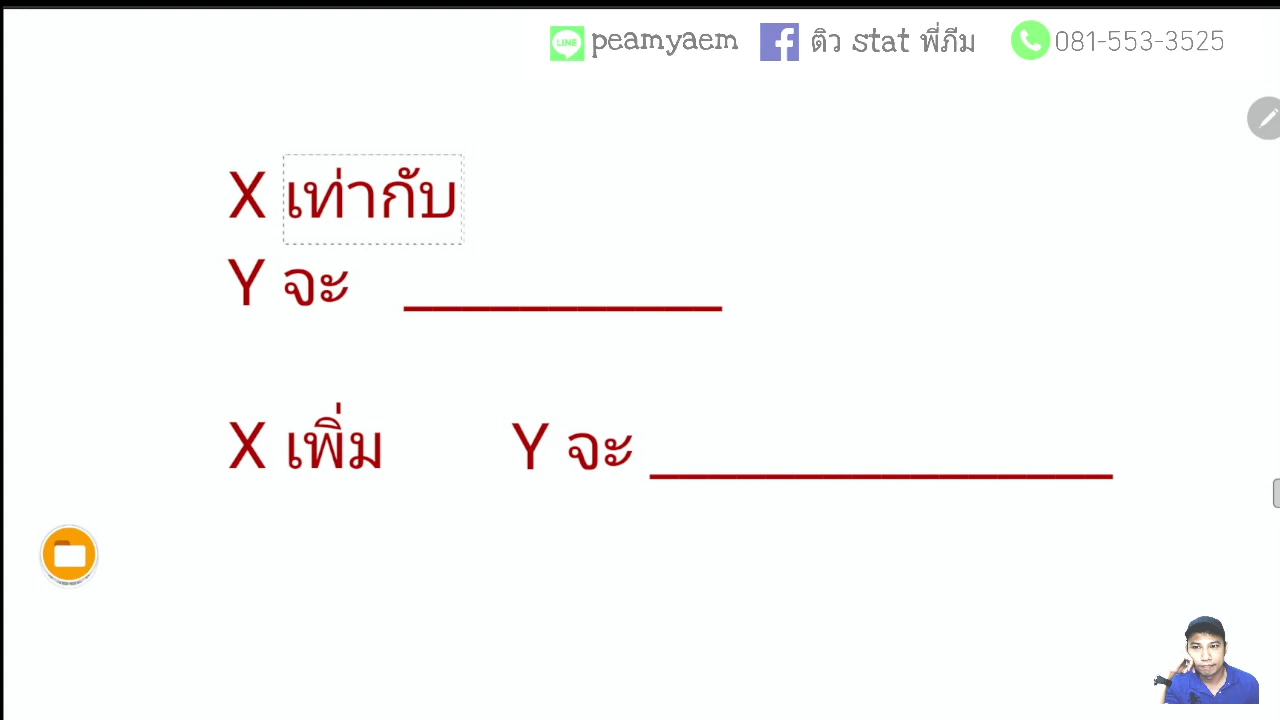 LINE peamyaem ติว stat พี่ภีม 081-553-3525
X เท่ากับ
Y จะ ___________
X เพิ่ม Y จะ ________________